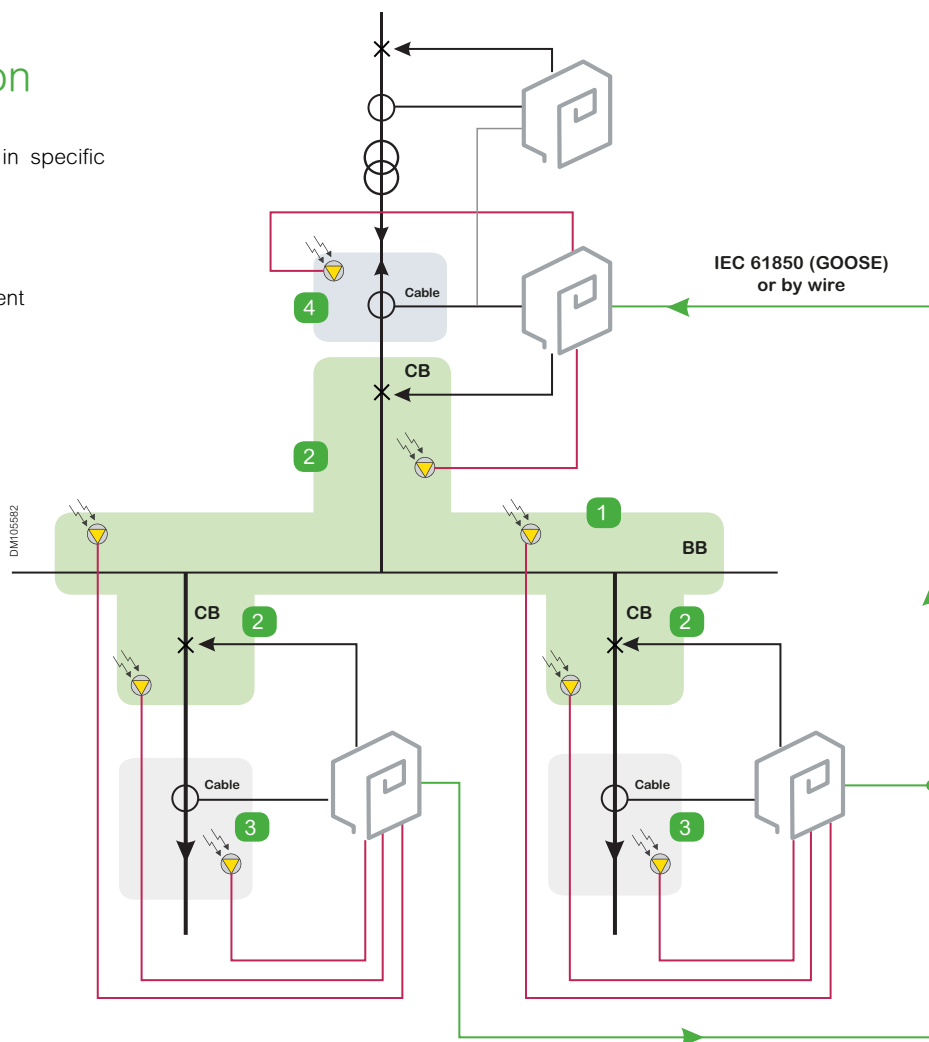 on
in specific
ent
IEC 61850 (GOOSE)
or by wire
Cable
4
CB
2
1
DM105582
BB
CB
2
CB
2
Cable
3
Cable
3